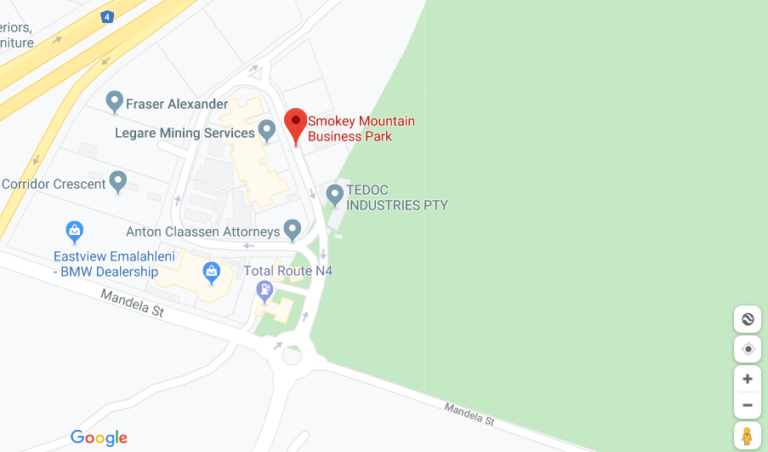 4
eriors,
niture
Fraser Alexander
Smokey Mountain
Business Park
Legare Mining Services
Corridor Crescent
TEDOC
INDUSTRIES PTY
Anton Claassen Attorneys
Eastview Emalahleni
- BMW Dealership
Total Route N4
Mandela St
Mandela St
Google